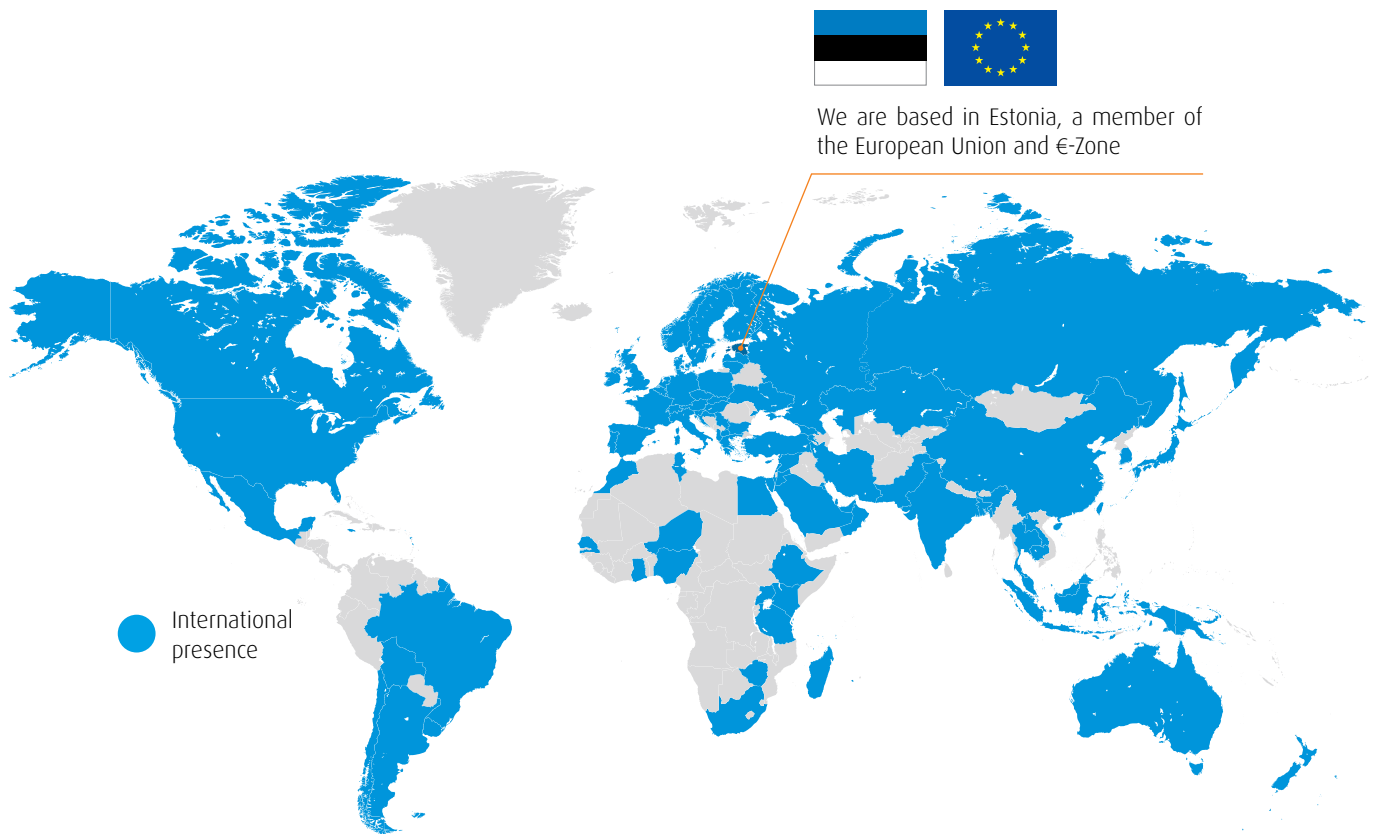 We are based in Estonia, a member of
the European Union and €-Zone
International
presence